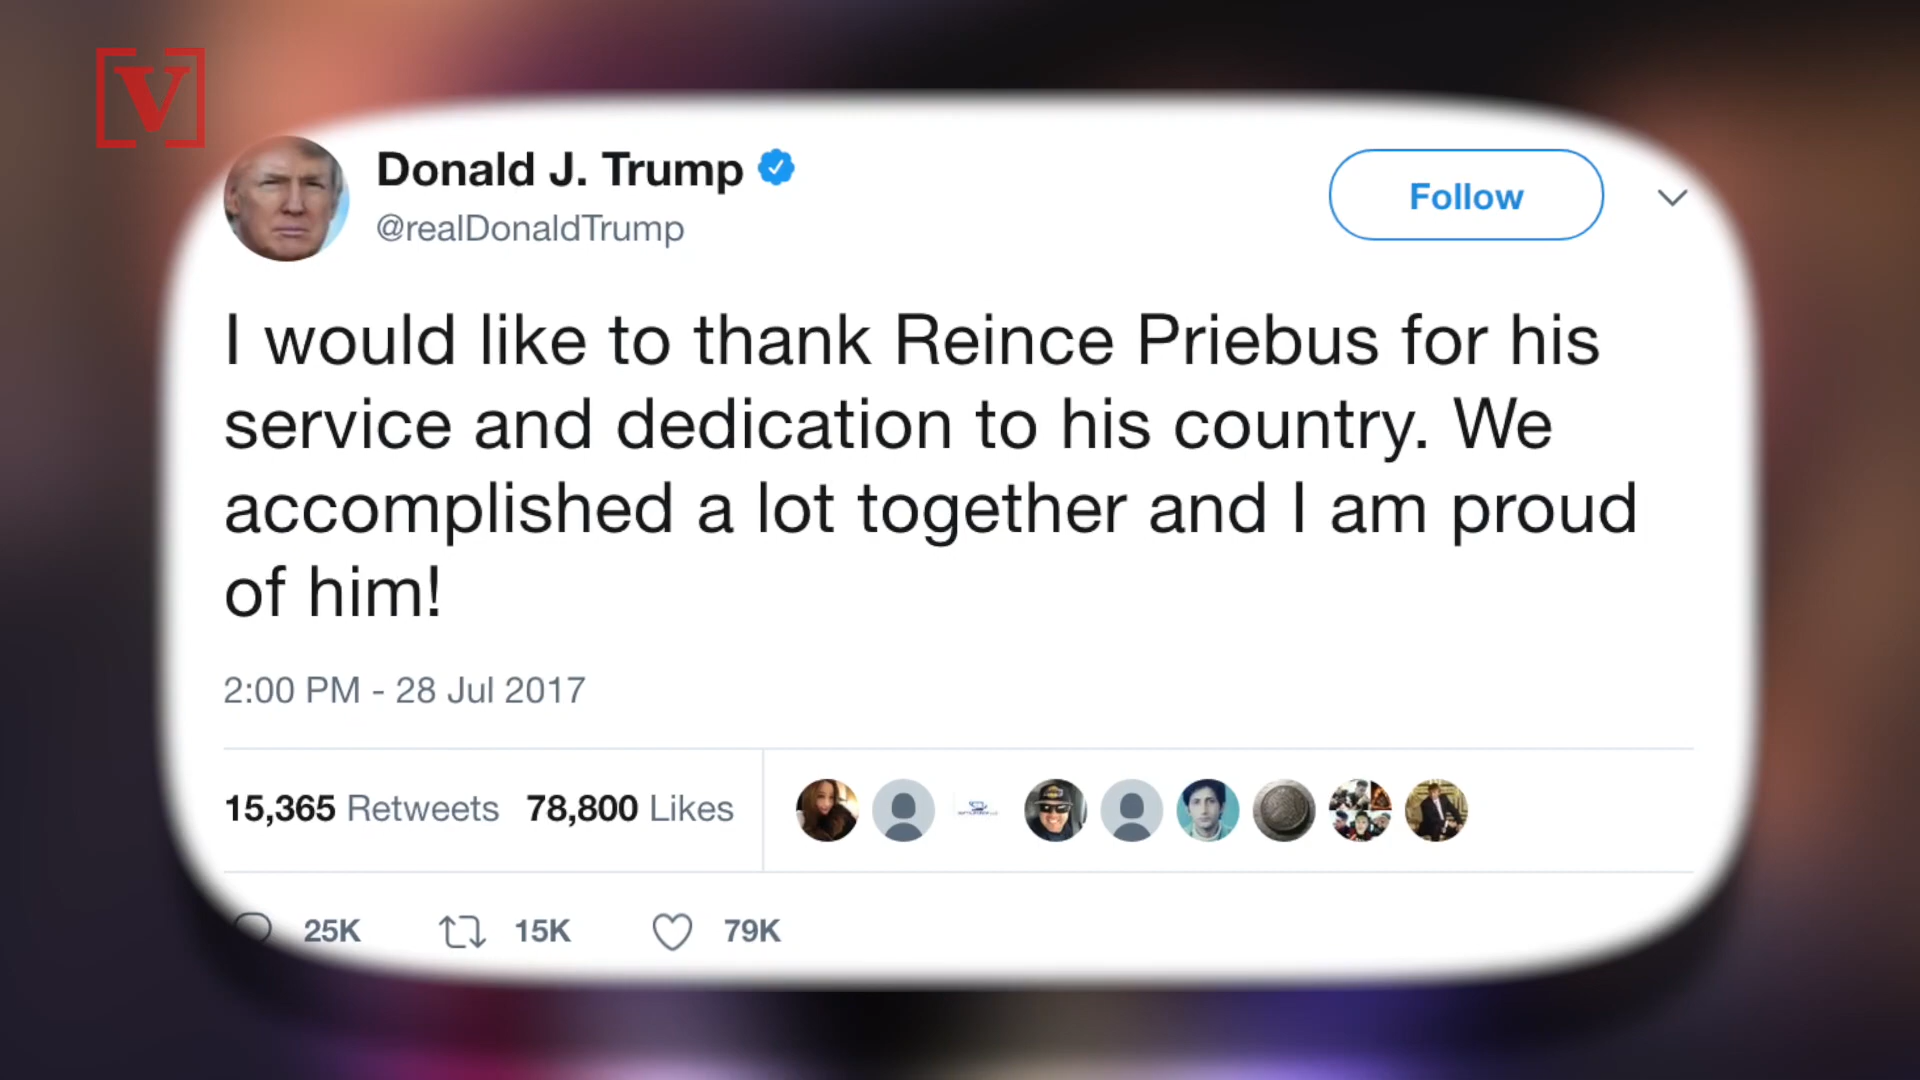 V
Donald J. Trump
@realDonaldTrump
Follow
I would like to thank Reince Priebus for his
service and dedication to his country. We
accomplished a lot together and I am proud
of him!
2:00 PM - 28 Jul 2017
15,365 Retweets 78,800 Likes
25K 15K 79K